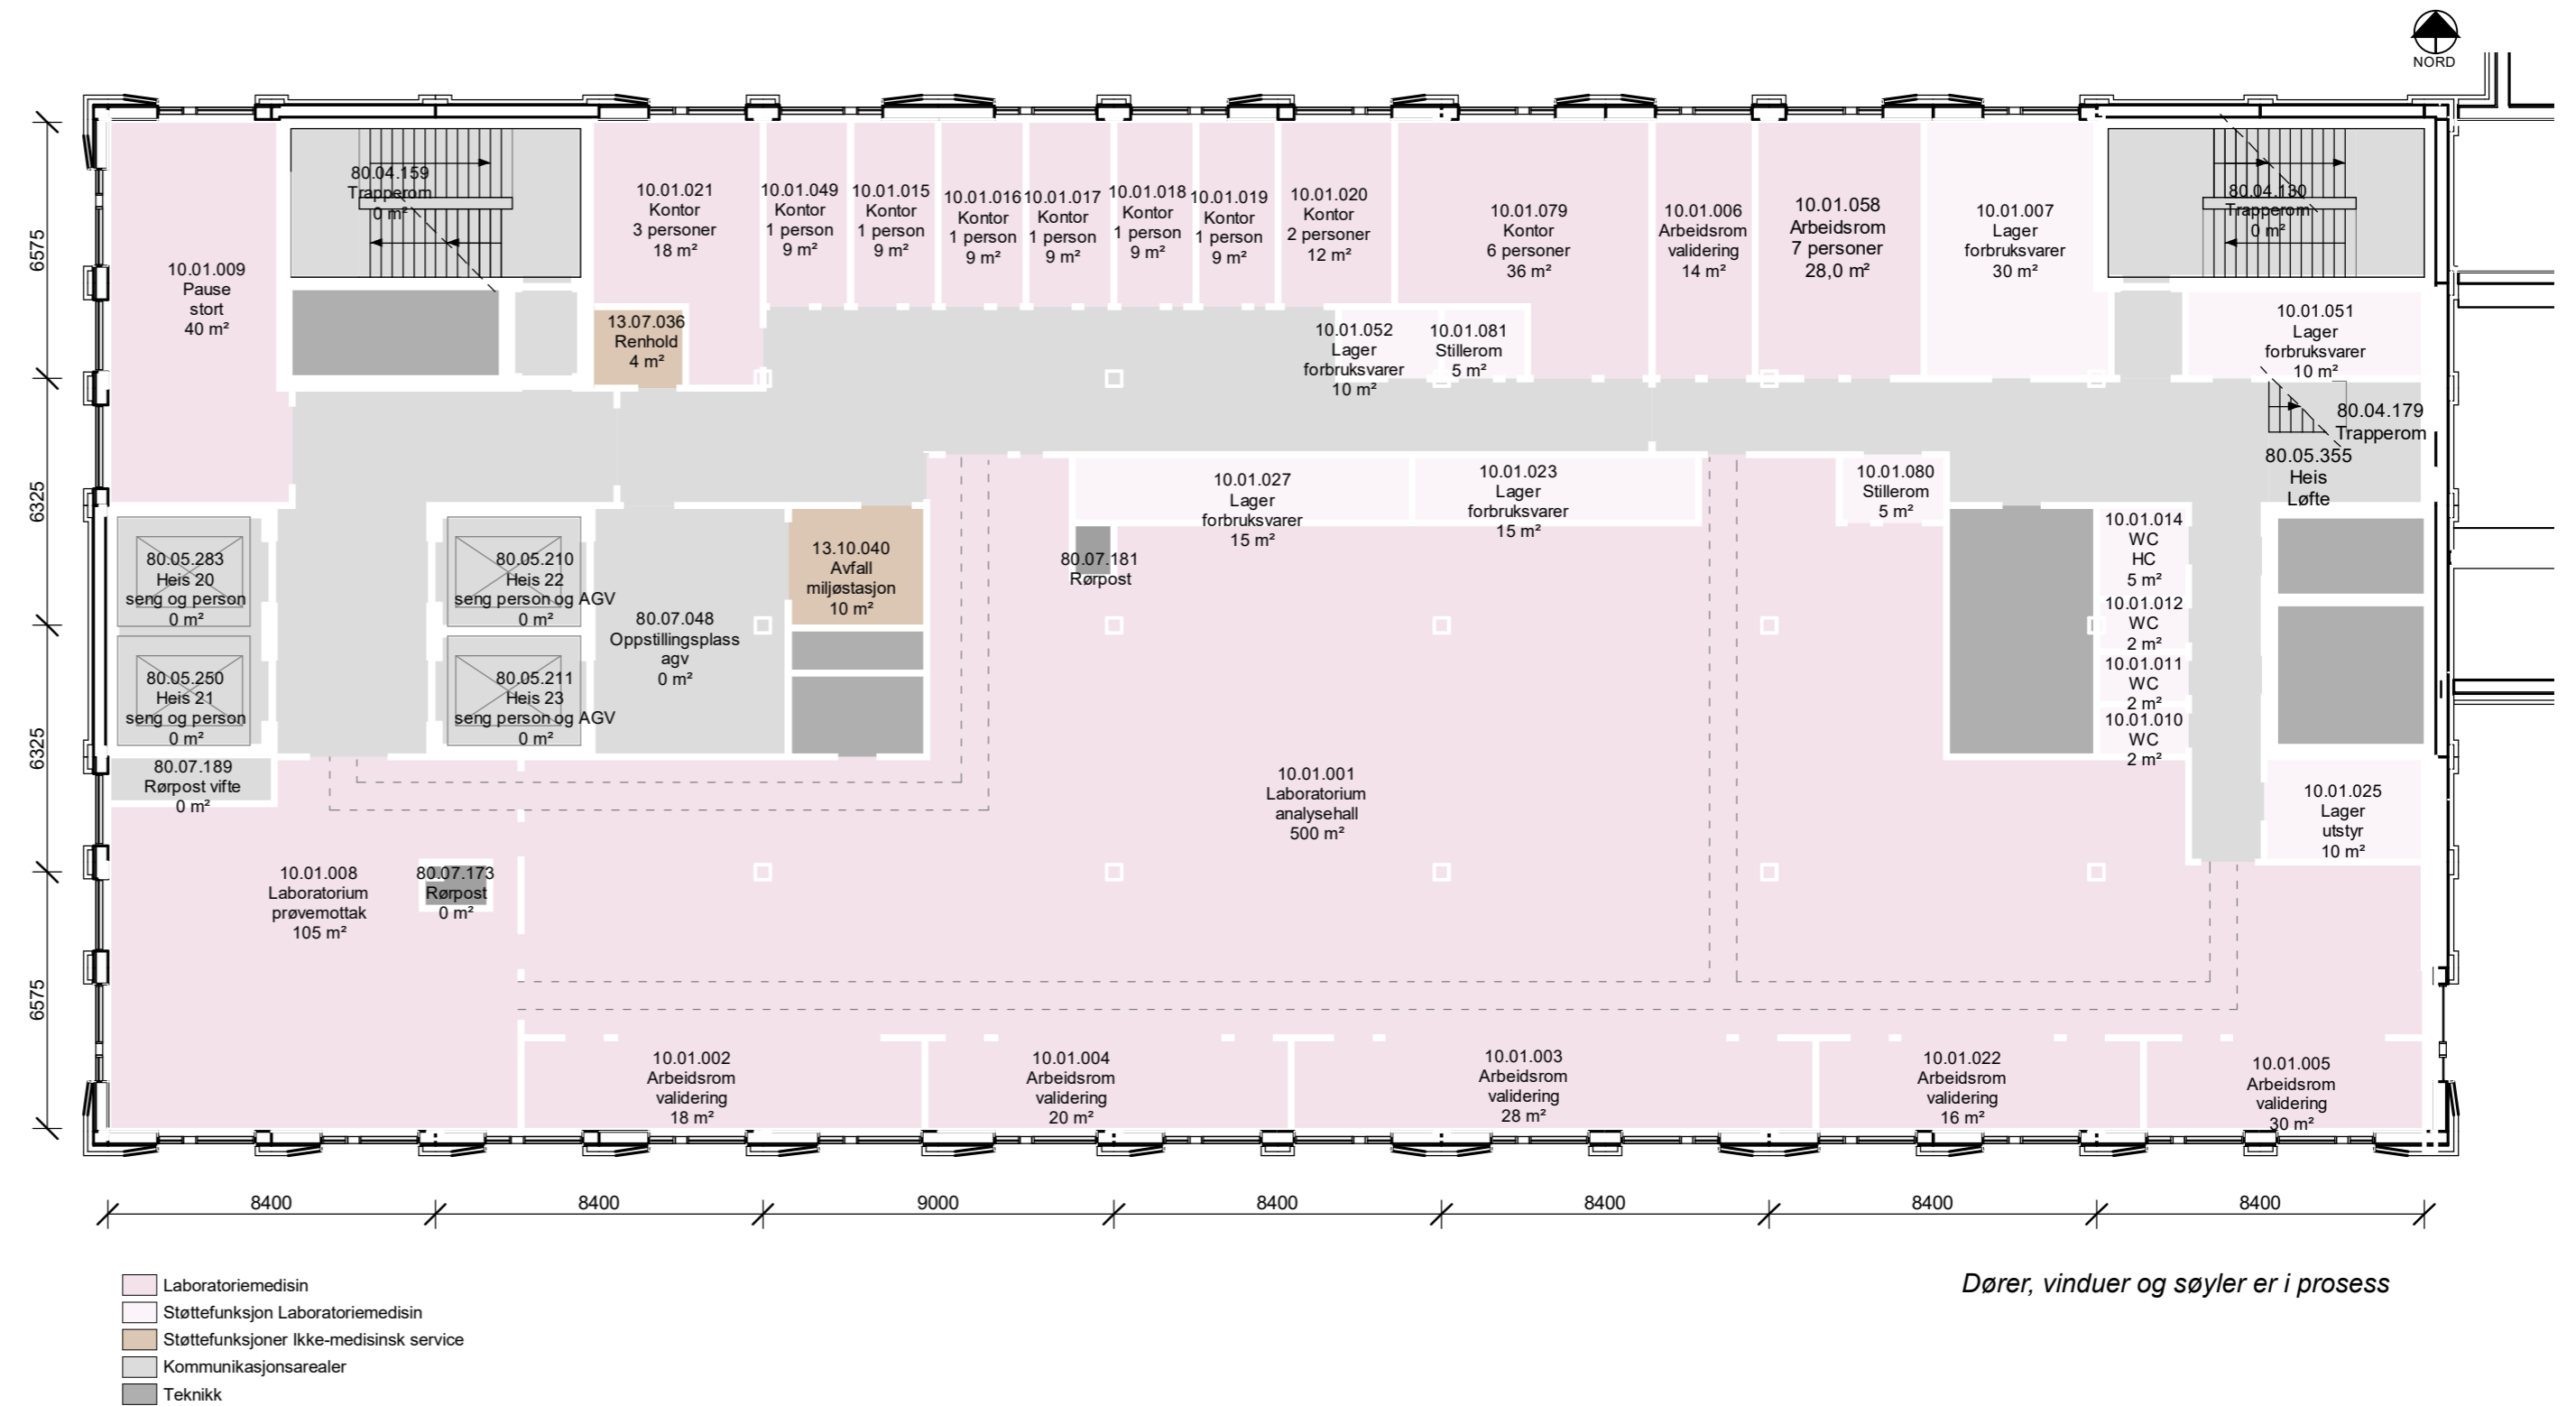 NORD
80.04.159
Trapperom
0 m²
10.01.009
Pause
stort
40 m²
10.01.021
Kontor
3 personer
18 m²
10.01.049
Kontor
1 person
9 m²
10.01.015
Kontor
1 person
9 m²
10.01.016
Kontor
1 person
9 m²
10.01.017
Kontor
1 person
9 m²
10.01.018
Kontor
1 person
9 m²
10.01.019
Kontor
1 person
9 m²
10.01.020
Kontor
2 personer
12 m²
10.01.079
Kontor
6 personer
36 m²
10.01.006
Arbeidsrom
validering
14 m²
10.01.058
Arbeidsrom
7 personer
28,0 m²
10.01.007
Lager
forbruksvarer
30 m²
80.04.130
Trapperom
0 m²
13.07.036
Renhold
4 m²
10.01.052
Lager
forbruksvarer
10 m²
10.01.081
Stillerom
5 m²
10.01.051
Lager
forbruksvarer
10 m²
80.04.179
Trapperom
80.05.355
Heis
Løfte
10.01.027
Lager
forbruksvarer
15 m²
10.01.023
Lager
forbruksvarer
15 m²
10.01.080
Stillerom
5 m²
80.05.283
Heis 20
seng og person
0 m²
80.05.210
Heis 22
seng person og AGV
0 m²
80.07.048
Oppstillingsplass
agv
0 m²
13.10.040
Avfall
miljøstasjon
10 m²
80.07.181
Rørpost
10.01.014
WC
HC
5 m²
10.01.012
WC
2 m²
10.01.011
WC
2 m²
10.01.010
WC
2 m²
80.05.250
Heis 21
seng og person
0 m²
80.05.211
Heis 23
seng person og AGV
0 m²
80.07.189
Rørpost vifte
0 m²
10.01.001
Laboratorium
analysehall
500 m²
10.01.025
Lager
utstyr
10 m²
10.01.008
Laboratorium
prøvemottak
105 m²
80.07.173
Rørpost
0 m²
10.01.002
Arbeidsrom
validering
18 m²
10.01.004
Arbeidsrom
validering
20 m²
10.01.003
Arbeidsrom
validering
28 m²
10.01.022
Arbeidsrom
validering
16 m²
10.01.005
Arbeidsrom
validering
30 m²
6575
6325
6325
6575
8400
8400
9000
8400
8400
8400
8400
Laboratoriemedisin
Støttefunksjon Laboratoriemedisin
Støttefunksjoner Ikke-medisinsk service
Kommunikasjonsarealer
Teknikk
Dører, vinduer og søyler er i prosess